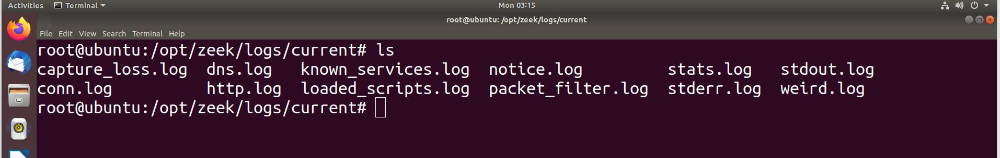 Activities Terminal Mon 03:15
root@ubuntu: /opt/zeek/logs/current
File Edit View Search Terminal Help
root@ubuntu:/opt/zeek/logs/current# ls
capture_loss.log dns.log known_services.log notice.log stats.log stdout.log
conn.log http.log loaded_scripts.log packet_filter.log stderr.log weird.log
root@ubuntu:/opt/zeek/logs/current#